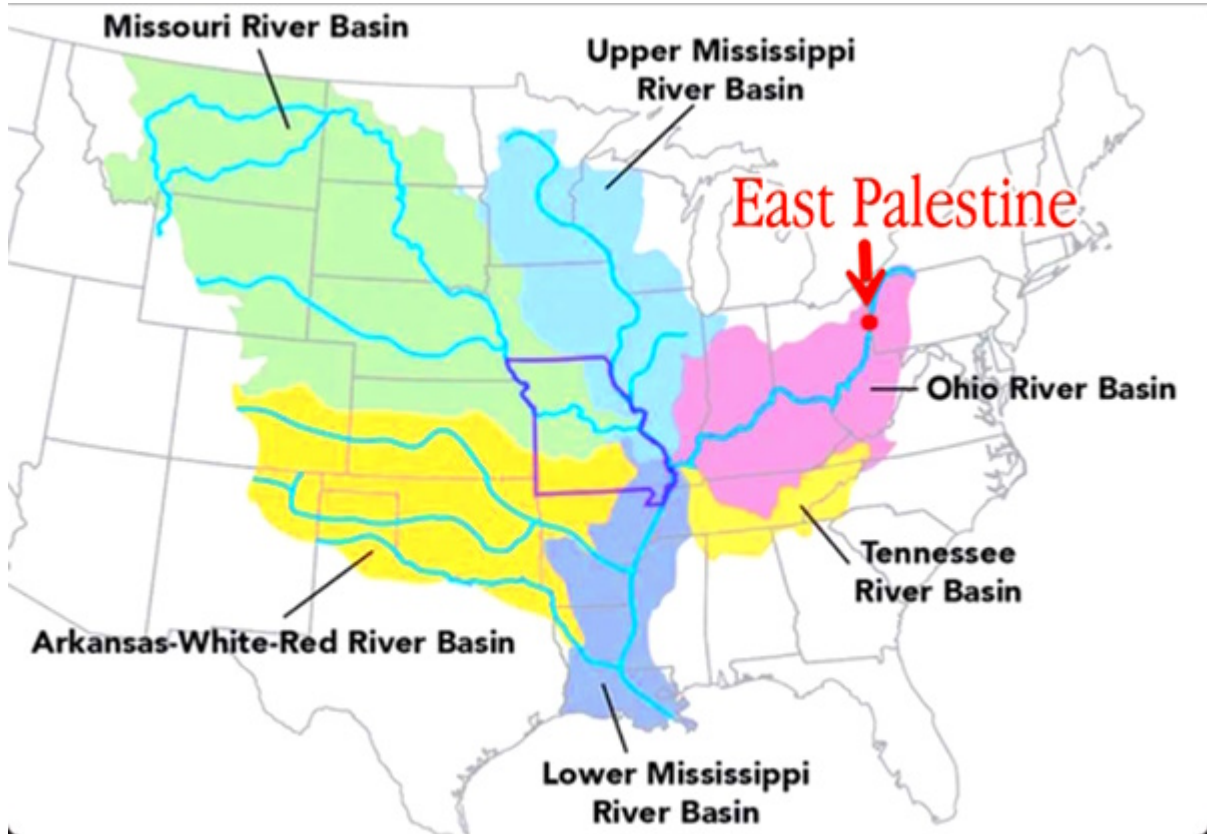 Missouri River Basin
Upper Mississippi
River Basin
East Palestine
Ohio River Basin
Tennessee
River Basin
Arkansas-White-Red River Basin
Lower Mississippi
River Basin